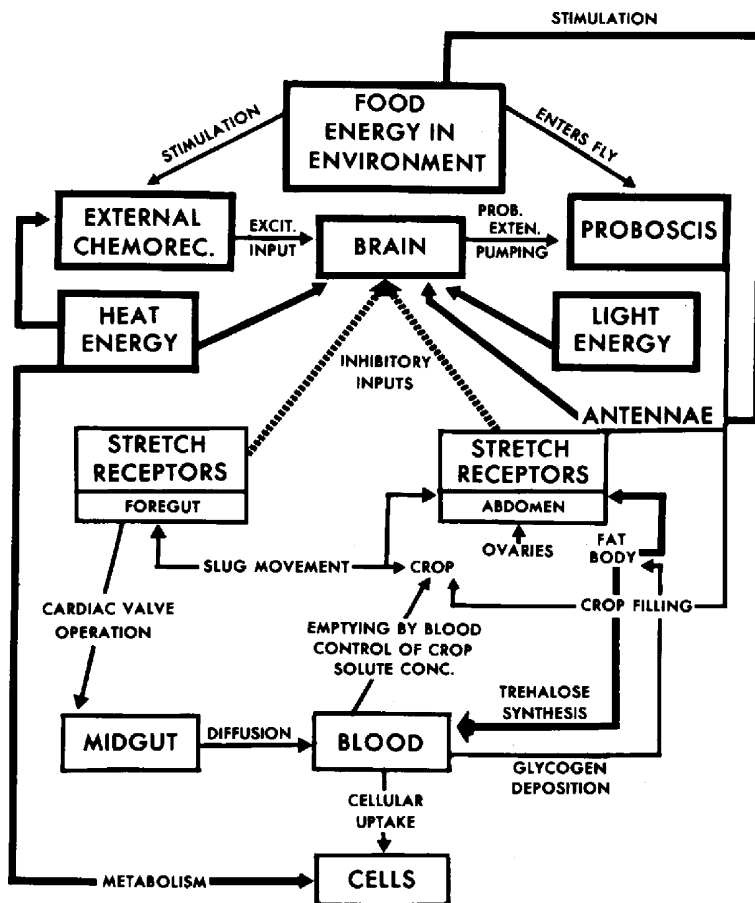 STIMULATION
FOOD
ENERGY IN
ENVIRONMENT
STIMULATION
ENTERS FLY
EXTERNAL
CHEMOREC.
EXCIT.
INPUT
BRAIN
PROB.
EXTEN.
PUMPING
PROBOSCIS
HEAT
ENERGY
LIGHT
ENERGY
INHIBITORY
INPUTS
ANTENNAE
STRETCH
RECEPTORS
FOREGUT
STRETCH
RECEPTORS
ABDOMEN
OVARIES
FAT
BODY
SLUG MOVEMENT
CROP
CROP FILLING
CARDIAC VALVE
OPERATION
EMPTYING BY BLOOD
CONTROL OF CROP
SOLUTE CONC.
TREHALOSE
SYNTHESIS
MIDGUT
DIFFUSION
BLOOD
GLYCOGEN
DEPOSITION
CELLULAR
UPTAKE
METABOLISM
CELLS